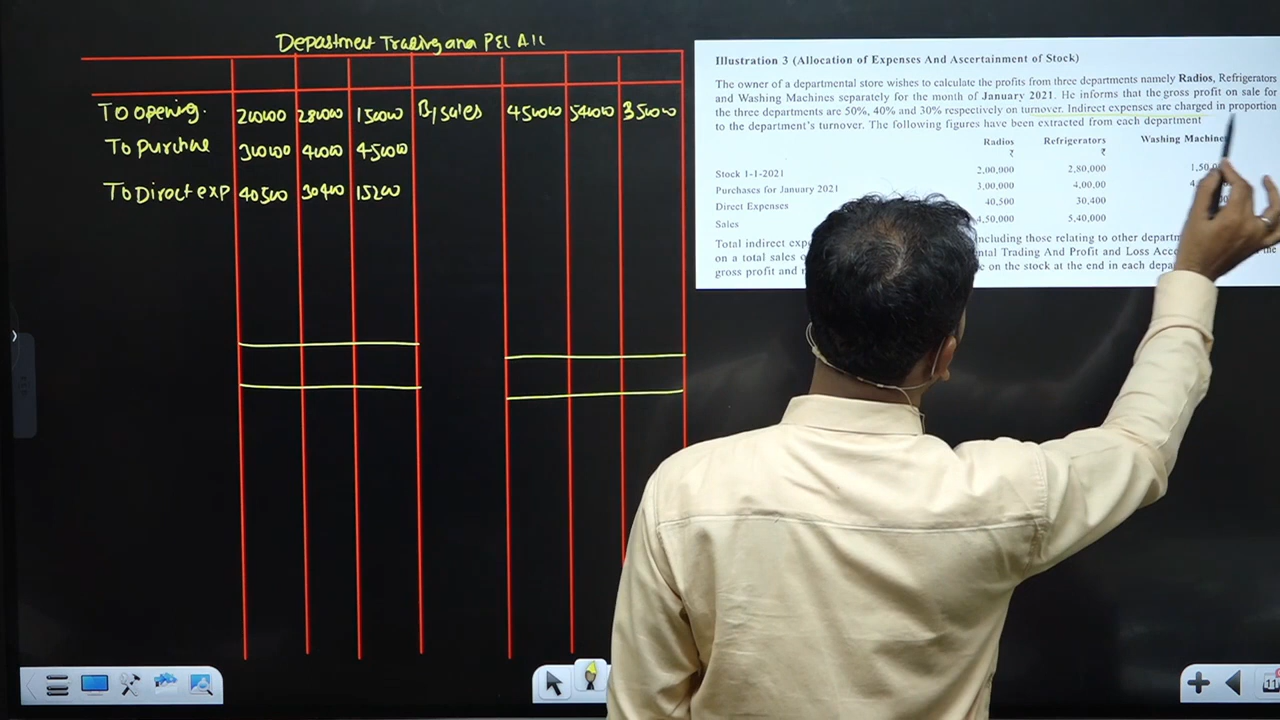 Department Trading and P&L A/c
To opening. 200000 280000 150000 By sales 450000 540000 350000
To purchase 300000 400000 450000
To Direct exp 40500 30400 15200
Illustration 3 (Allocation of Expenses And Ascertainment of Stock)
The owner of a departmental store wishes to calculate the profits from three departments namely Radios, Refrigerators
and Washing Machines separately for the month of January 2021. He informs that the gross profit on sale for
the three departments are 50%, 40% and 30% respectively on turnover. Indirect expenses are charged in proportion
to the department's turnover. The following figures have been extracted from each department
Radios Refrigerators Washing Machines
₹ ₹
Stock 1-1-2021 2,00,000 2,80,000
Purchases for January 2021 3,00,000 4,00,00
Direct Expenses 40,500 30,400
Sales 4,50,000 5,40,000
Total indirect including those relating to other
on a total sales Trading And Profit and Loss
gross profit and on the stock at the end in each